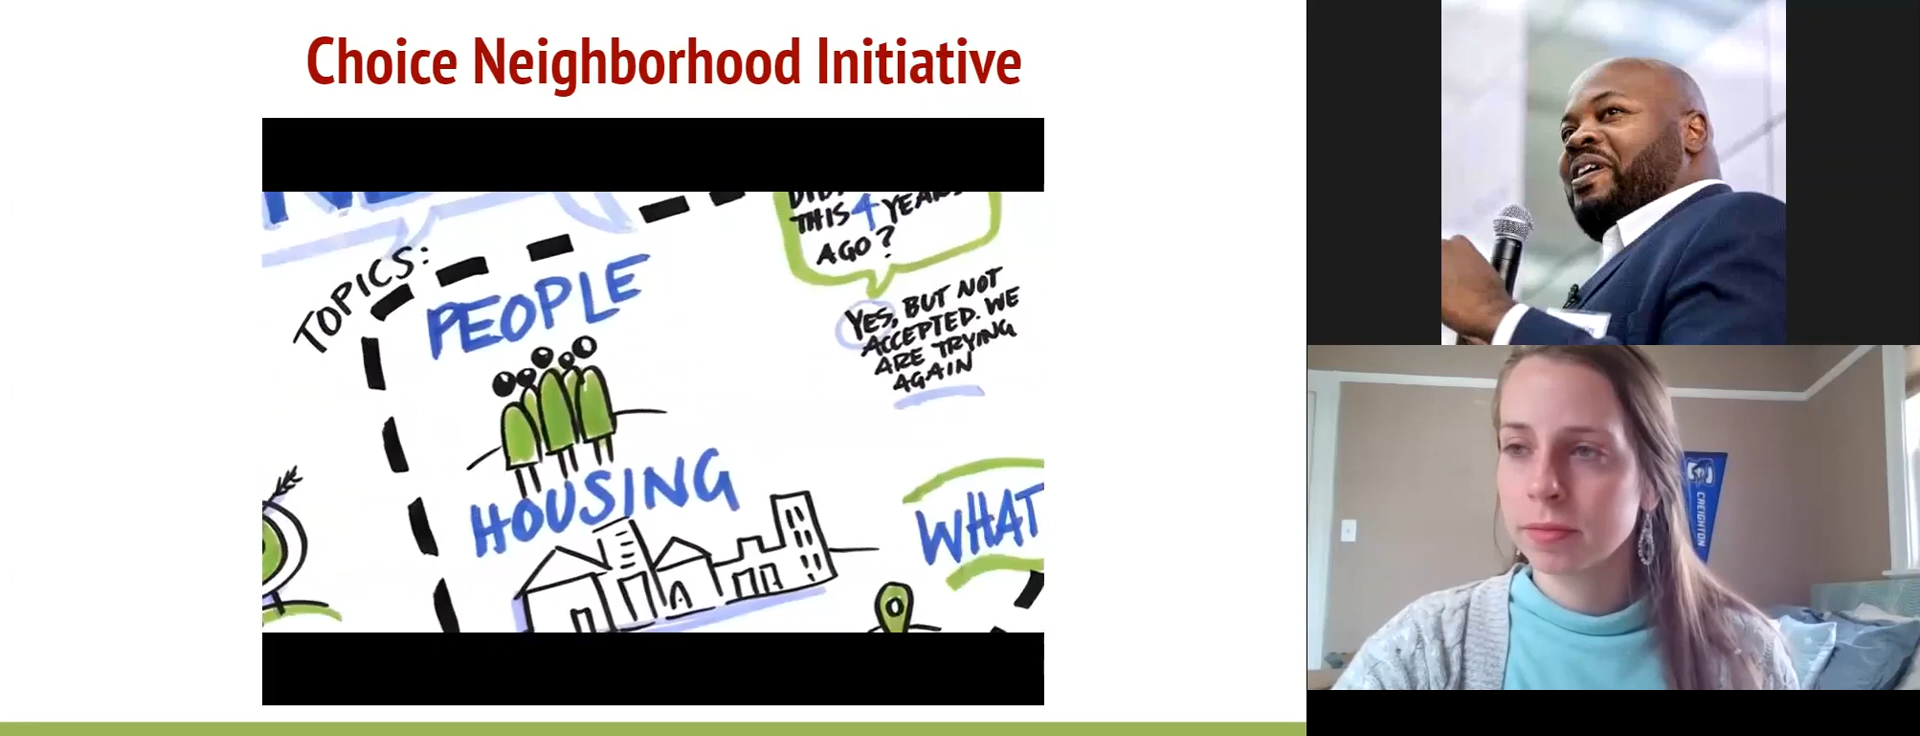 Choice Neighborhood Initiative
THIS 4 YEARS
AGO?
TOPICS:
PEOPLE
YES, BUT NOT
ACCEPTED. WE
ARE TRYING
AGAIN
HOUSING
WHAT
CREIGHTON